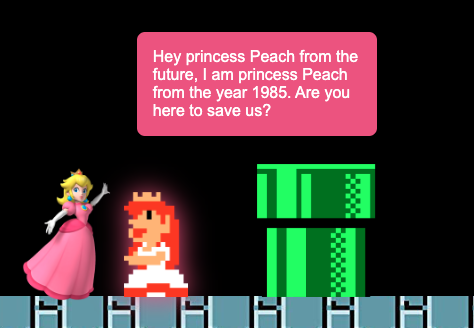 Hey princess Peach from the
future, I am princess Peach
from the year 1985. Are you
here to save us?